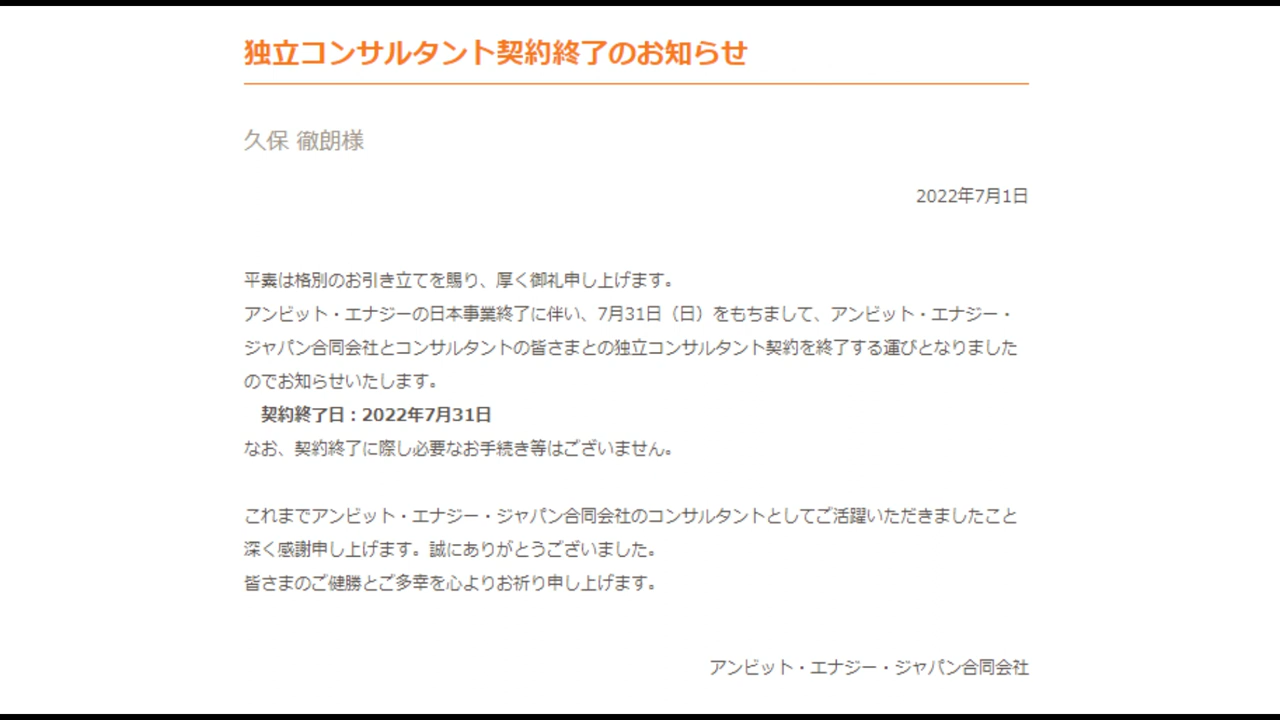 独立コンサルタント契約終了のお知らせ
久保 徹朗様
2022年7月1日
平素は格別のお引き立てを賜り、厚く御礼申し上げます。
アンビット・エナジーの日本事業終了に伴い、7月31日（日）をもちまして、アンビット・エナジー・
ジャパン合同会社とコンサルタントの皆さまとの独立コンサルタント契約を終了する運びとなりました
のでお知らせいたします。
契約終了日：2022年7月31日
なお、契約終了に際し必要なお手続き等はございません。
これまでアンビット・エナジー・ジャパン合同会社のコンサルタントとしてご活躍いただきましたこと
深く感謝申し上げます。誠にありがとうございました。
皆さまのご健勝とご多幸を心よりお祈り申し上げます。
アンビット・エナジー・ジャパン合同会社